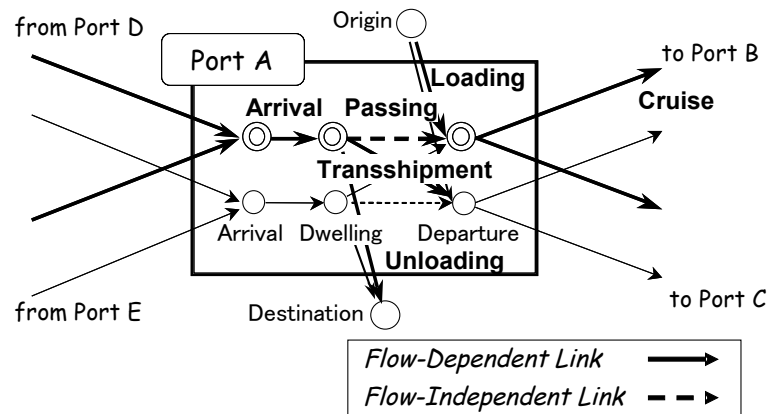 from Port D
Origin
Port A
to Port B
Loading
Arrival
Passing
Cruise
Transshipment
Arrival
Dwelling
Departure
Unloading
from Port E
Destination
to Port C
Flow-Dependent Link
Flow-Independent Link